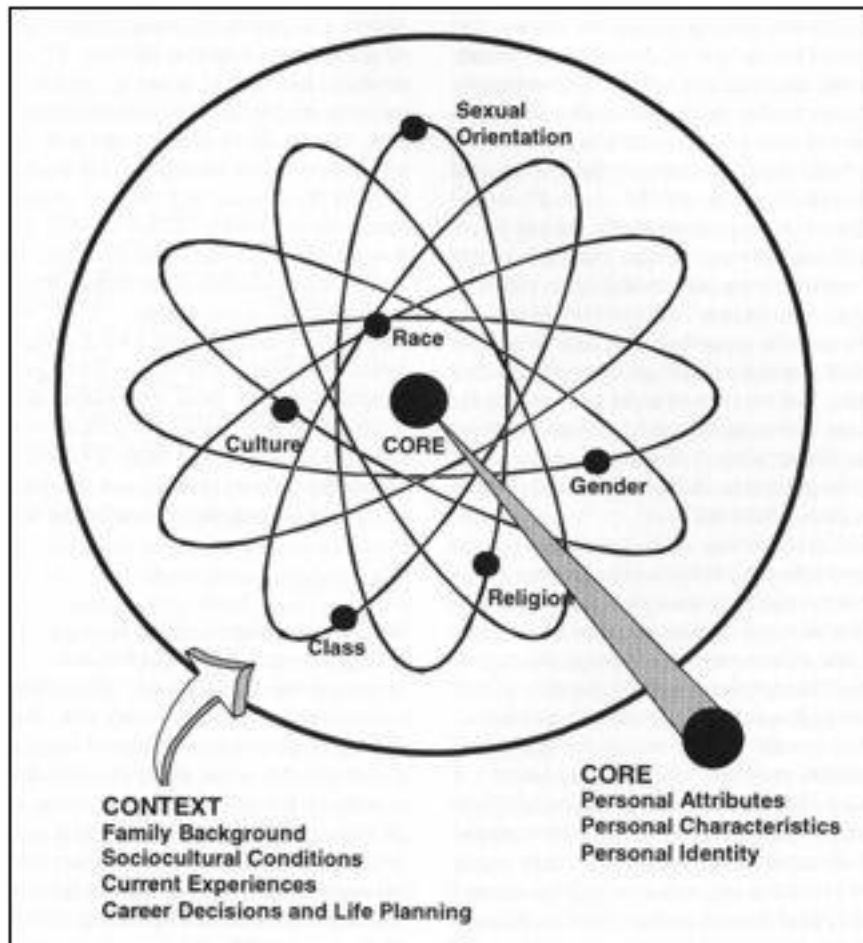 Sexual
Orientation
Race
CORE
Culture
Gender
Religion
Class
CONTEXT
Family Background
Sociocultural Conditions
Current Experiences
Career Decisions and Life Planning
CORE
Personal Attributes
Personal Characteristics
Personal Identity